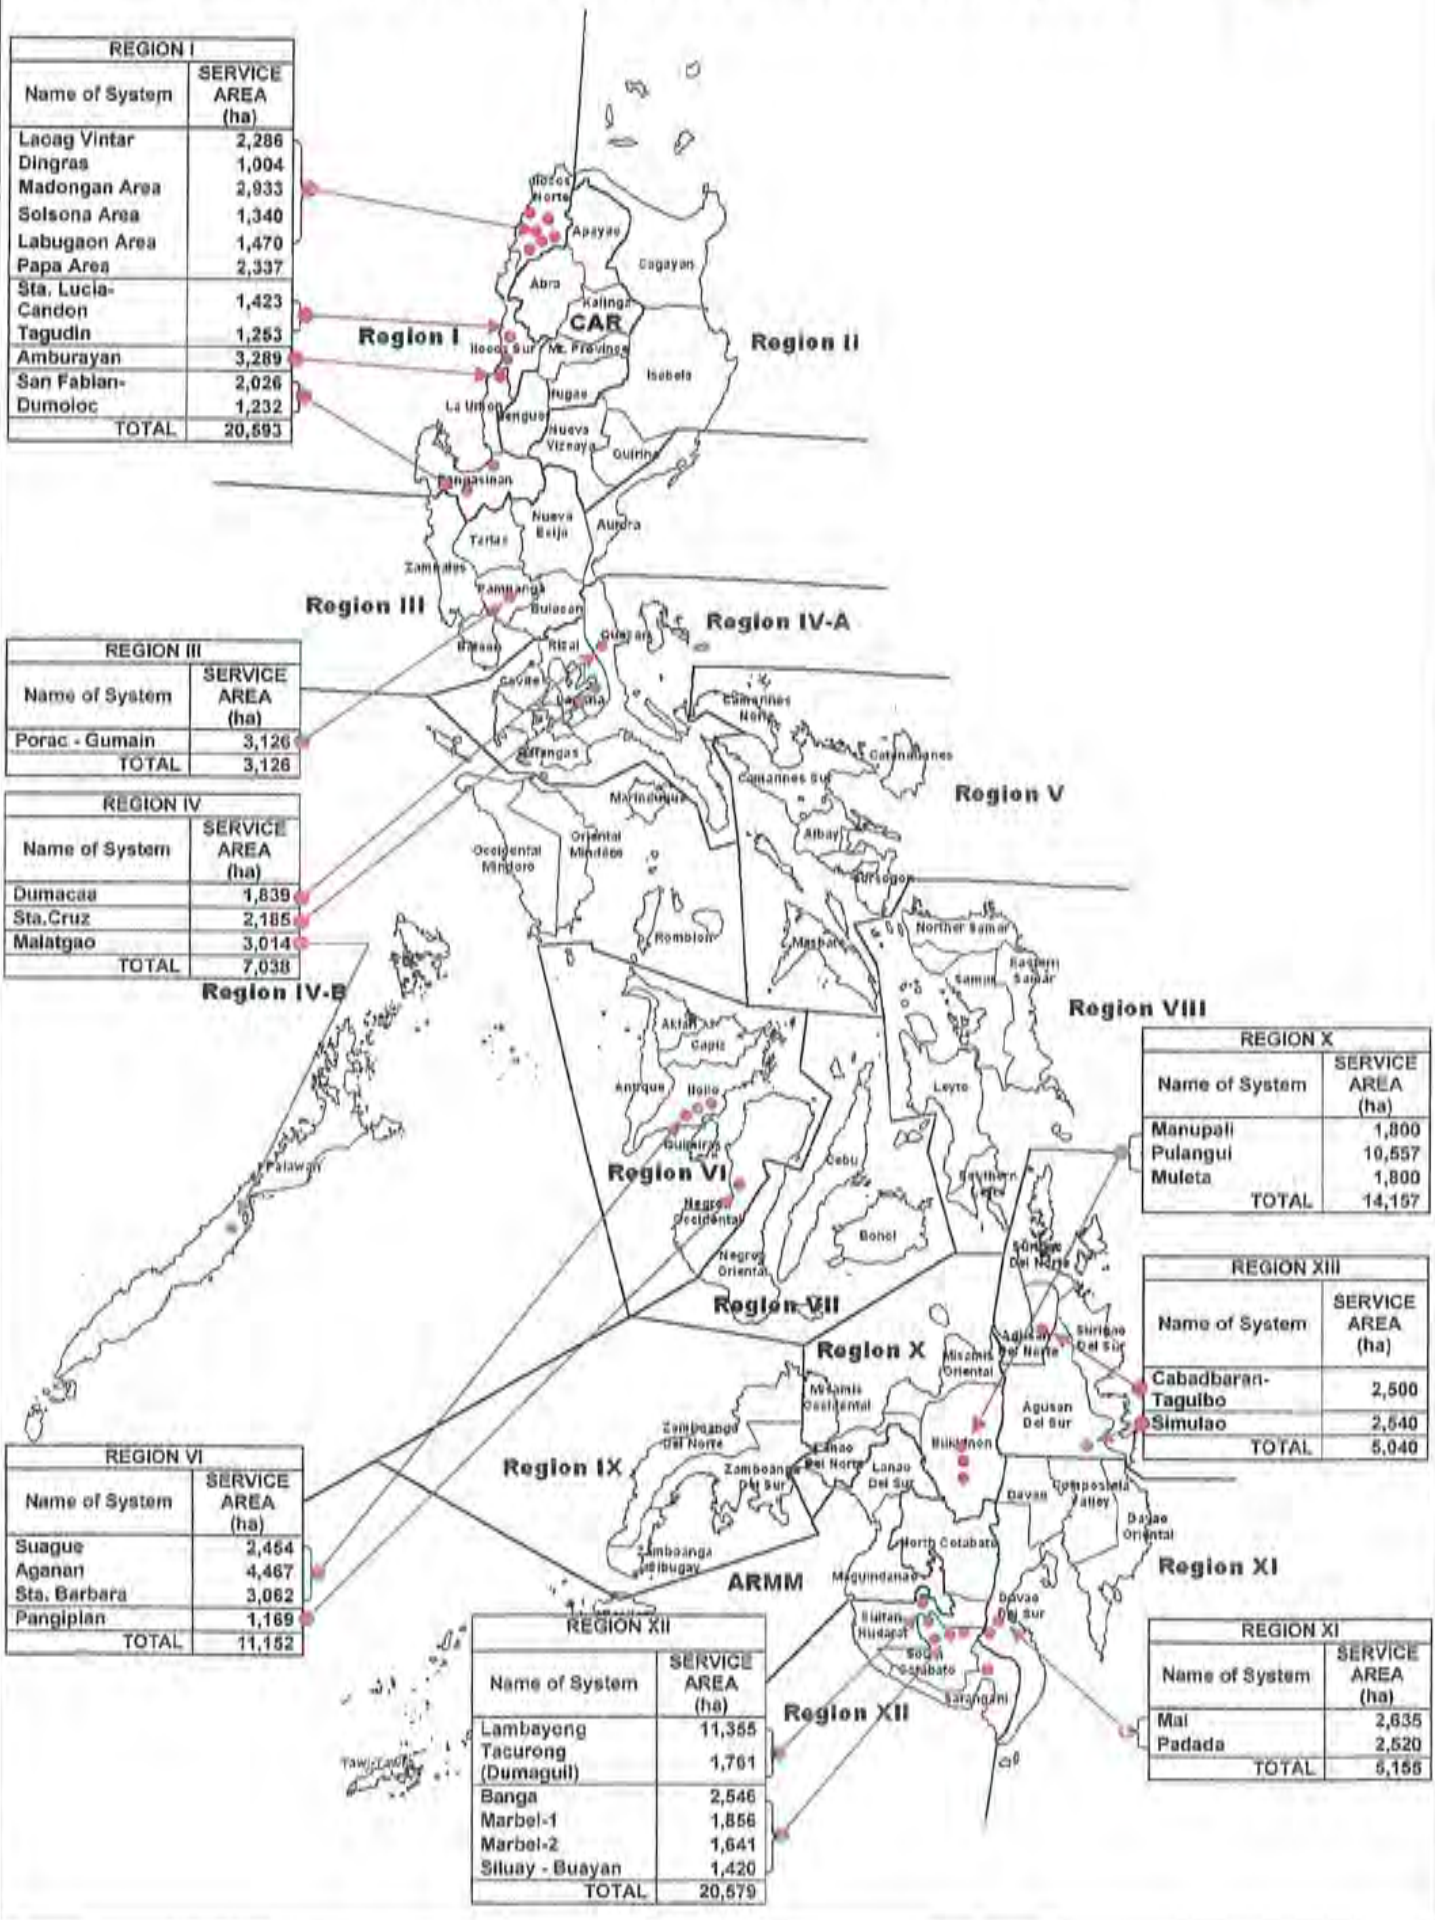 REGION I
Name of System SERVICE AREA (ha)
Laoag Vintar 2,286
Dingras 1,004
Madongan Area 2,933
Solsona Area 1,340
Labugaon Area 1,470
Papa Area 2,337
Sta. Lucia-
Candon 1,423
Tagudin 1,253
Amburayan 3,289
San Fabian- 2,026
Dumoloc 1,232
TOTAL 20,593
Ilocos
Norte
Apayao
Cagayan
Abra
Kalinga
CAR
Region I
Ilocos Sur
Mt. Province
Region II
Isabela
Ifugao
La Union
Benguet
Nueva
Vizcaya
Quirino
Pangasinan
Nueva
Ecija
Aurora
Tarlac
Zambales
Pampanga
Region III
Bulacan
Region IV-A
Quezon
Bataan
Rizal
REGION III
Name of System SERVICE AREA (ha)
Porac - Gumain 3,126
TOTAL 3,126
Cavite
Laguna
Camarines
Norte
Batangas
Catanduanes
Camarines Sur
REGION IV
Name of System SERVICE AREA (ha)
Dumacaa 1,839
Sta.Cruz 2,185
Malatgao 3,014
TOTAL 7,038
Marinduque
Region V
Albay
Occidental
Mindoro
Oriental
Mindoro
Sorsogon
Romblon
Masbate
Norther Samar
Samar
Eastern
Samar
Region IV-B
Region VIII
Aklan
Capiz
Antique
Iloilo
Leyte
REGION X
Name of System SERVICE AREA (ha)
Manupali 1,800
Pulangui 10,557
Muleta 1,800
TOTAL 14,157
Guimaras
Palawan
Region VI
Cebu
Southern
Leyte
Negros
Occidental
Bohol
Negros
Oriental
Region VII
Surigao
Del Norte
REGION XIII
Name of System SERVICE AREA (ha)
Cabadbaran-
Taguibo 2,500
Simulao 2,540
TOTAL 5,040
Agusan
Del Norte
Surigao
Del Sur
Region X
Misamis
Oriental
Misamis
Occidental
Agusan
Del Sur
Zamboanga
Del Norte
Bukidnon
Lanao
Del Norte
Lanao
Del Sur
Region IX
Zamboanga
Del Sur
Davao
Compostela
Valley
Davao
Oriental
REGION VI
Name of System SERVICE AREA (ha)
Suague 2,454
Aganan 4,467
Sta. Barbara 3,062
Pangiplan 1,169
TOTAL 11,152
North Cotabato
Zamboanga
Sibugay
ARMM
Maguindanao
Region XI
Davao
Del Sur
Sultan
Kudarat
South
Cotabato
Sarangani
REGION XII
Name of System SERVICE AREA (ha)
Lambayong 11,355
Tacurong
(Dumaguil) 1,761
Banga 2,546
Marbel-1 1,856
Marbel-2 1,641
Siluay - Buayan 1,420
TOTAL 20,579
Region XII
Tawi-Tawi
REGION XI
Name of System SERVICE AREA (ha)
Mal 2,635
Padada 2,520
TOTAL 5,155